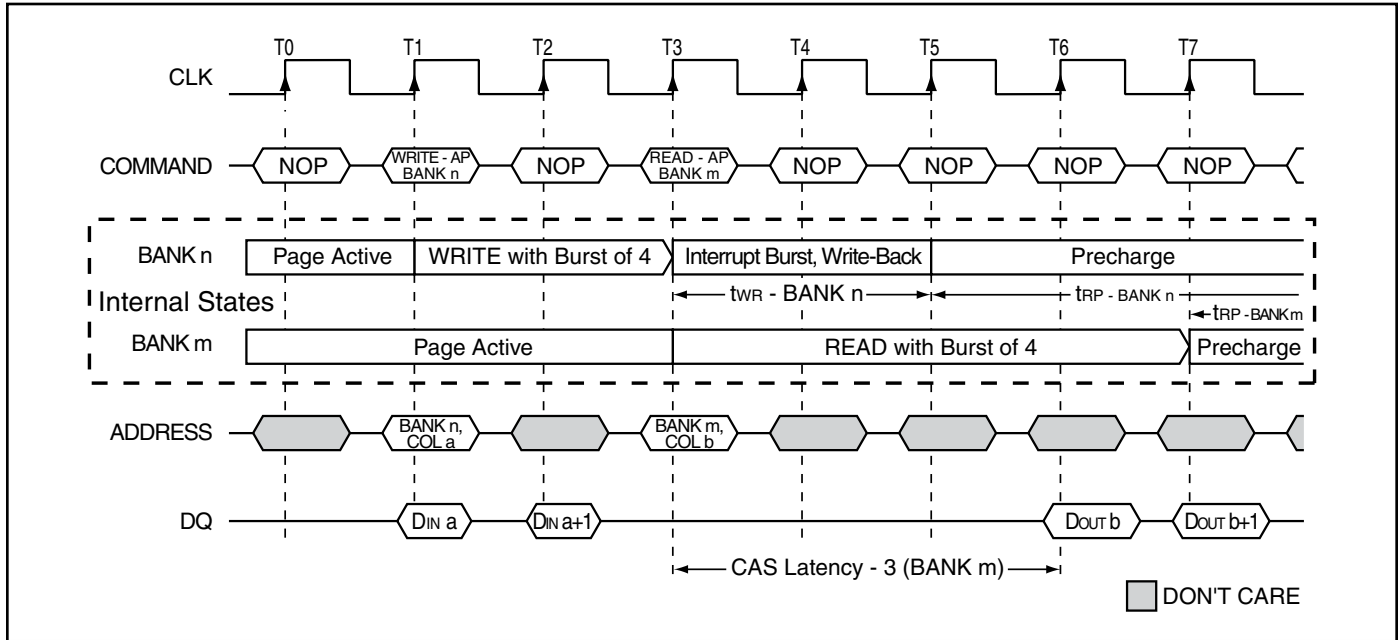 T0 T1 T2 T3 T4 T5 T6 T7
CLK
COMMAND NOP WRITE - AP BANK n NOP READ - AP BANK m NOP NOP NOP NOP
BANK n Page Active WRITE with Burst of 4 Interrupt Burst, Write-Back Precharge
tWR - BANK n tRP - BANK n
Internal States
tRP - BANK m
BANK m Page Active READ with Burst of 4 Precharge
ADDRESS BANK n, COL a BANK m, COL b
DQ DIN a DIN a+1 DOUT b DOUT b+1
CAS Latency - 3 (BANK m)
DON'T CARE